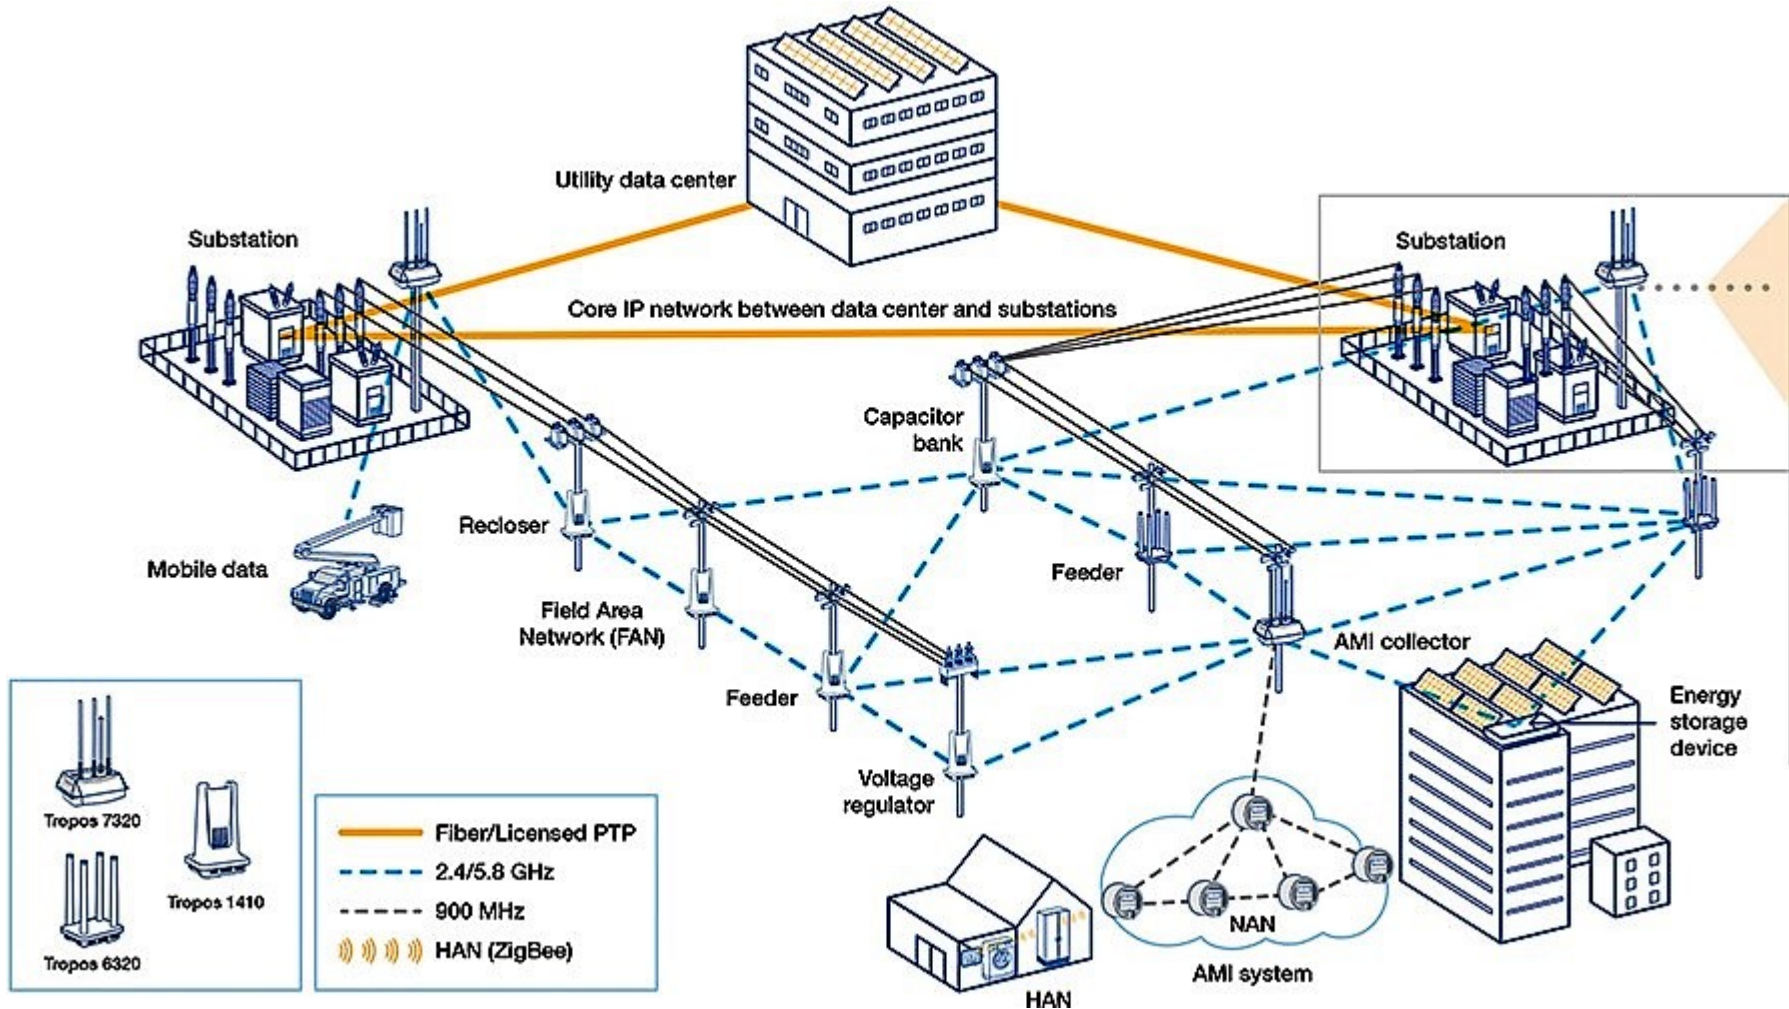 Utility data center
Substation
Substation
Core IP network between data center and substations
Capacitor
bank
Recloser
Mobile data
Feeder
Field Area
Network (FAN)
AMI collector
Feeder
Energy
storage
device
Voltage
regulator
Tropos 7320
Tropos 1410
Tropos 6320
Fiber/Licensed PTP
2.4/5.8 GHz
900 MHz
HAN (ZigBee)
NAN
AMI system
HAN